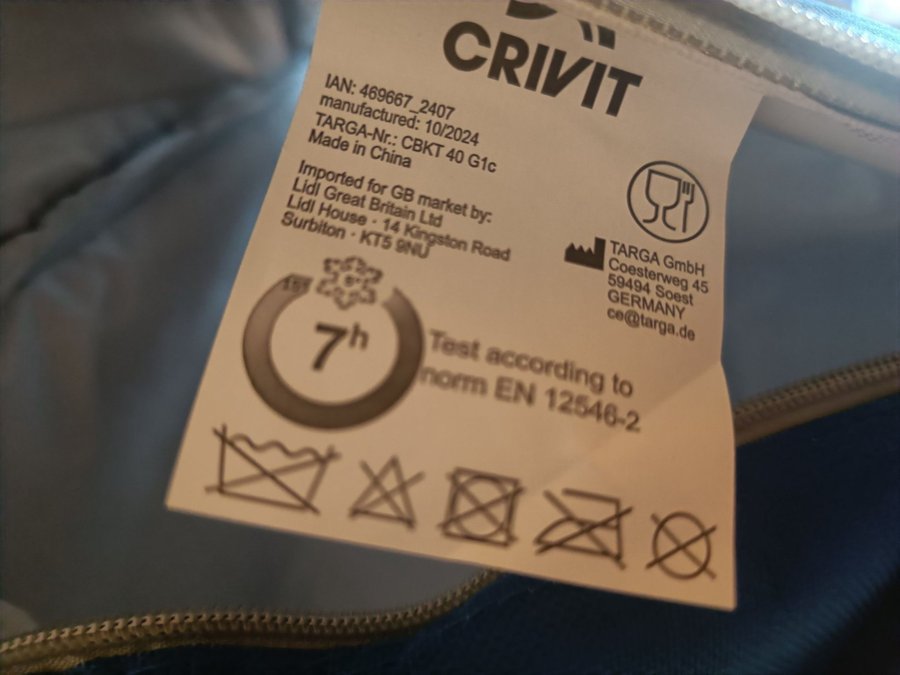 CRIVIT
IAN: 469667_2407
manufactured: 10/2024
TARGA-Nr.: CBKT 40 G1c
Made in China
Imported for GB market by:
Lidl Great Britain Ltd
Lidl House · 14 Kingston Road
Surbiton · KT5 9NU
TARGA GmbH
Coesterweg 45
59494 Soest
GERMANY
ce@targa.de
7h
Test according to
norm EN 12546-2